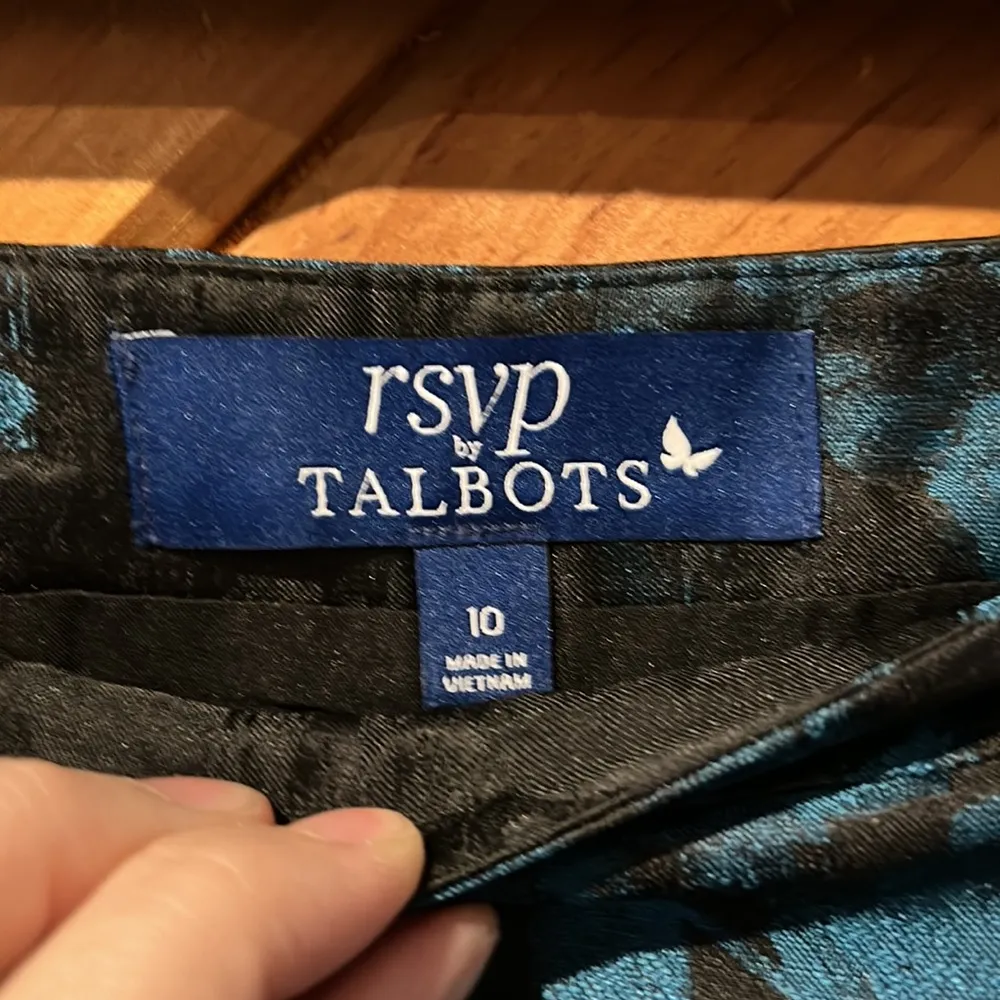 rsvp
by
TALBOTS
10
MADE IN
VIETNAM